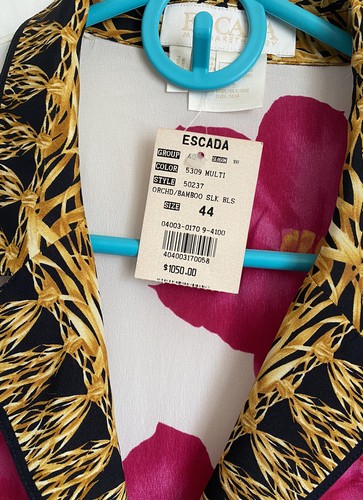 ESCADA
ESCADA
GROUP
COLOR 5309 MULTI
STYLE 50237
ORCHD/BAMBOO SLK BLS
SIZE 44
04003-0170 9-4100
404003170058
$1050.00